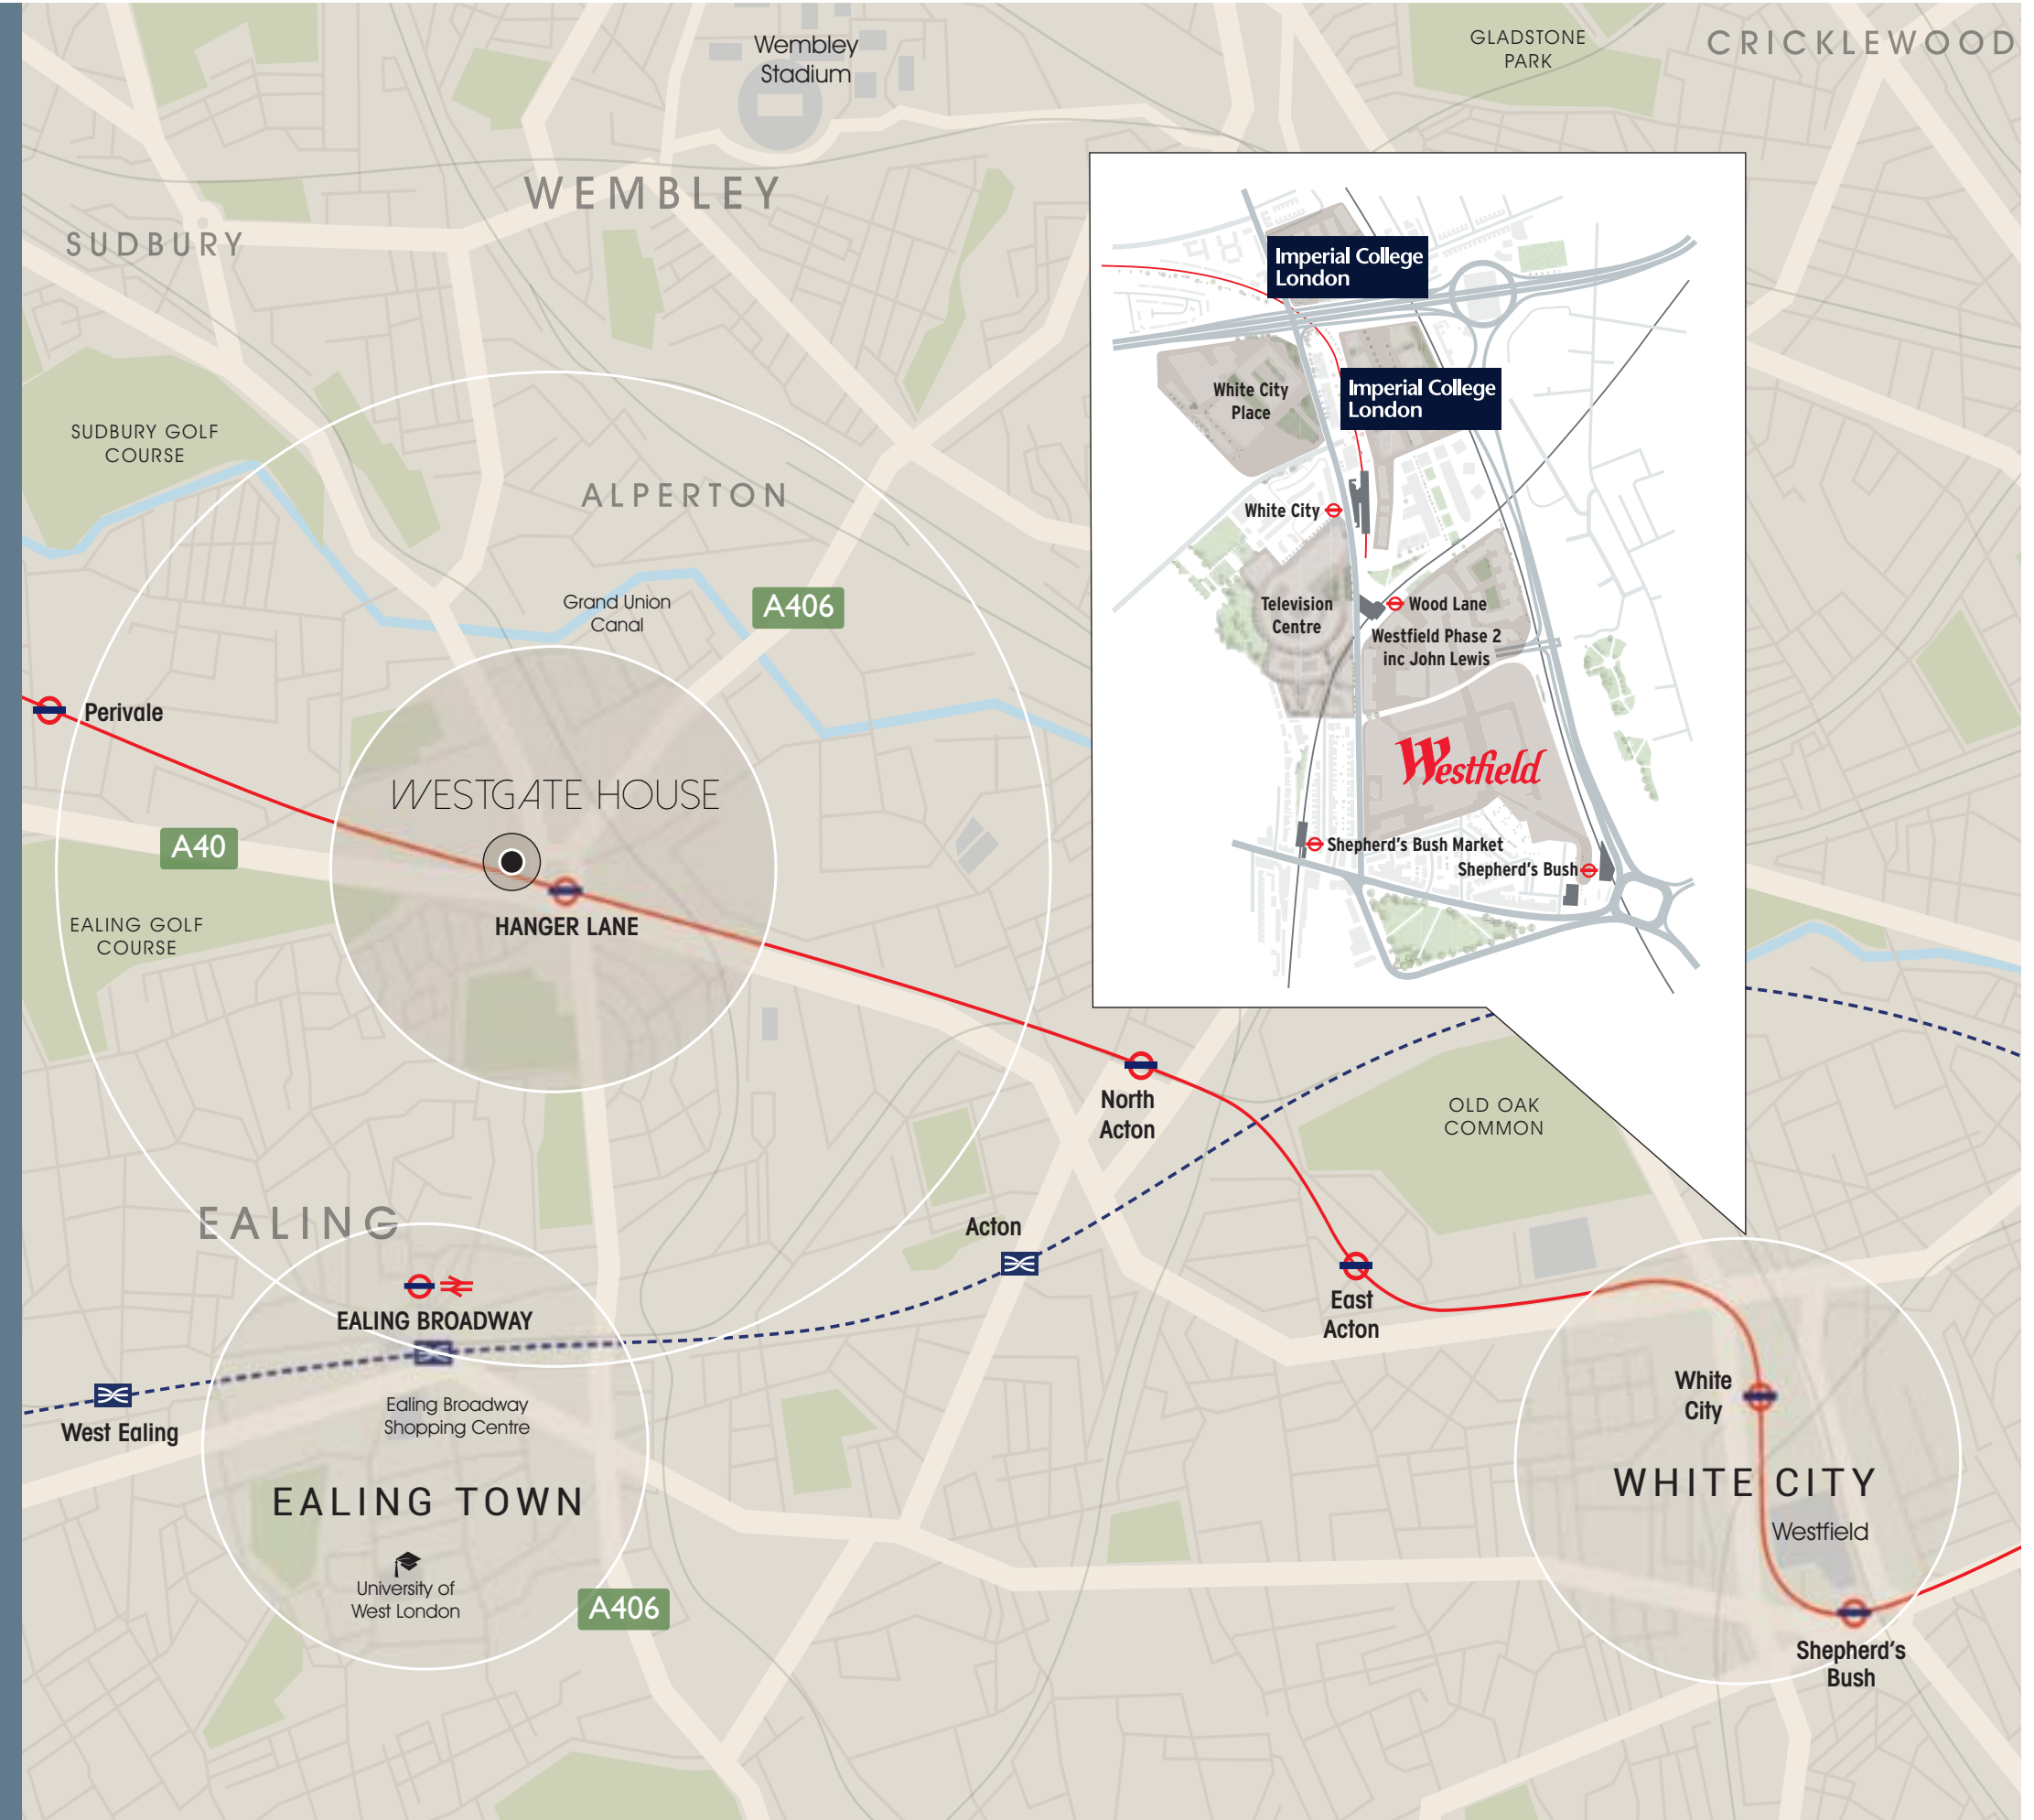 Wembley
Stadium
GLADSTONE
PARK
CRICKLEWOOD
WEMBLEY
SUDBURY
SUDBURY GOLF
COURSE
ALPERTON
Grand Union
Canal
A406
Perivale
WESTGATE HOUSE
A40
HANGER LANE
EALING GOLF
COURSE
Imperial College
London
White City
Place
Imperial College
London
White City
Television
Centre
Wood Lane
Westfield Phase 2
inc John Lewis
Westfield
Shepherd's Bush Market
Shepherd's Bush
North
Acton
OLD OAK
COMMON
EALING
Acton
EALING BROADWAY
East
Acton
West Ealing
Ealing Broadway
Shopping Centre
White
City
EALING TOWN
WHITE CITY
Westfield
University of
West London
A406
Shepherd's
Bush